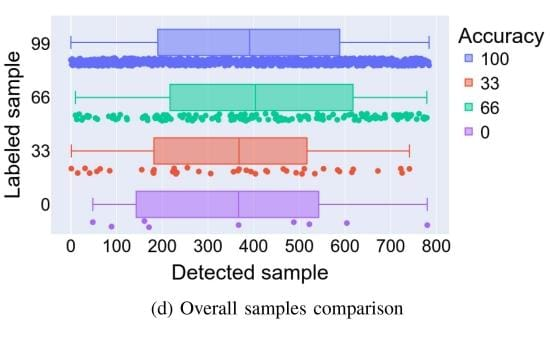 Accuracy
100
33
66
0
Labeled sample
99
66
33
0
0 100 200 300 400 500 600 700 800
Detected sample
(d) Overall samples comparison